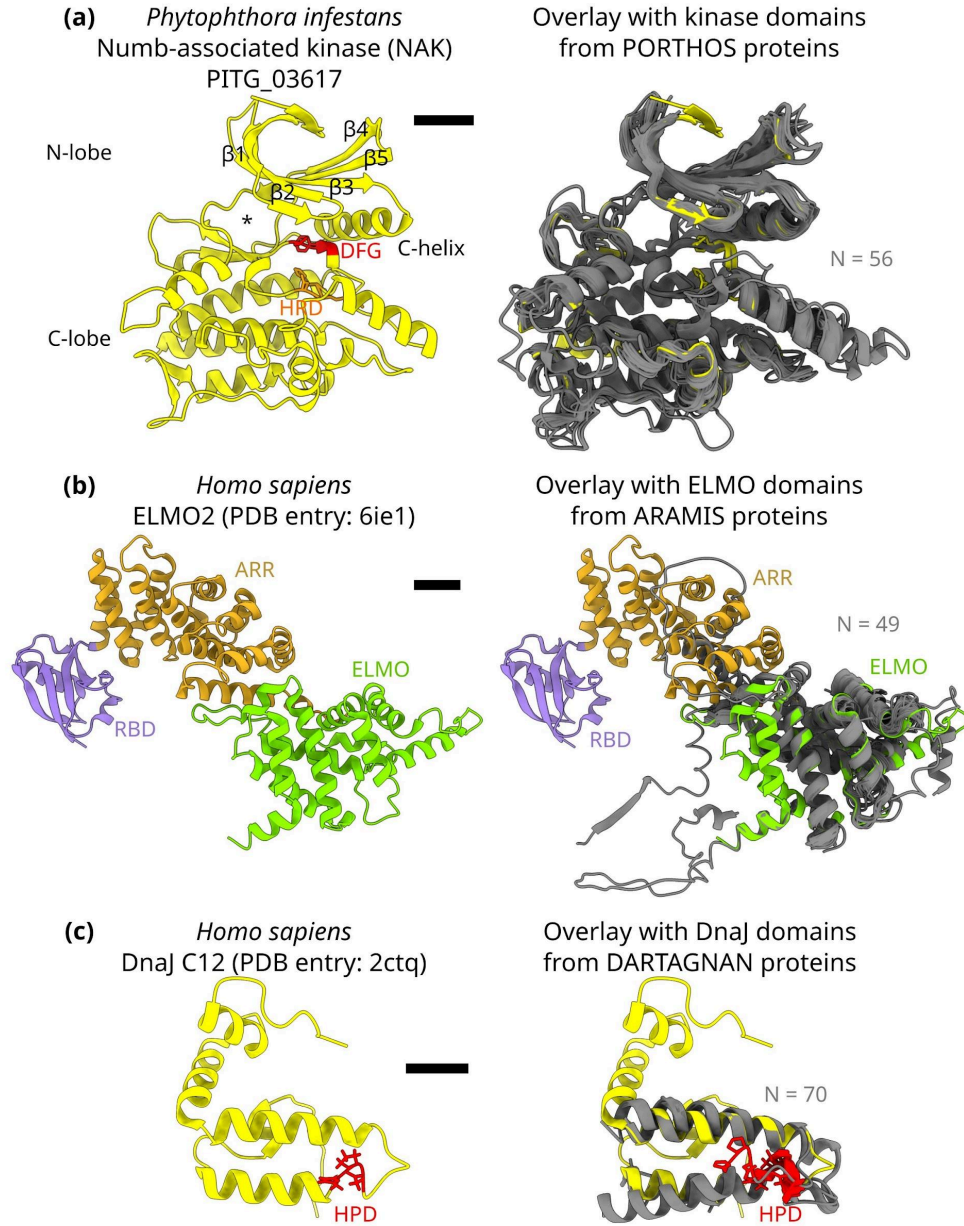 (a)
Phytophthora infestans
Numb-associated kinase (NAK)
PITG_03617
Overlay with kinase domains
from PORTHOS proteins
N-lobe
β1
β4
β5
β2
β3
*
DFG
C-helix
HRD
C-lobe
N = 56
(b)
Homo sapiens
ELMO2 (PDB entry: 6ie1)
Overlay with ELMO domains
from ARAMIS proteins
ARR
ELMO
RBD
ARR
N = 49
ELMO
RBD
(c)
Homo sapiens
DnaJ C12 (PDB entry: 2ctq)
Overlay with DnaJ domains
from DARTAGNAN proteins
HPD
N = 70
HPD